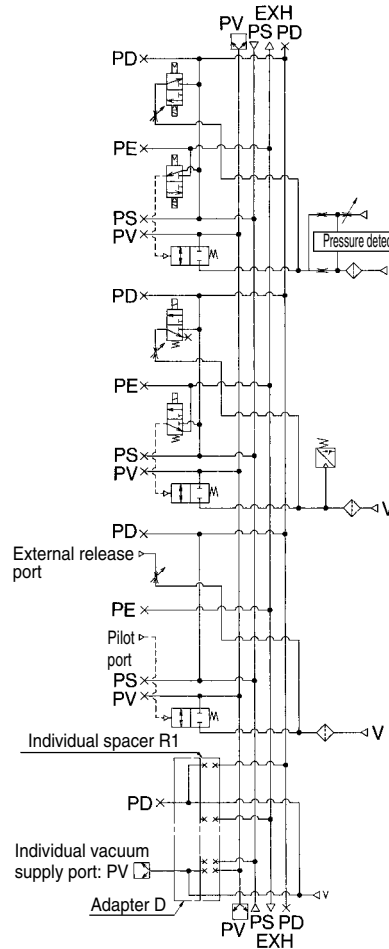 EXH
PV PS PD
PD
PE
PS
PV
Pressure detec
PD
PE
PS
PV
V
PD
External release
port
PE
Pilot
port
PS
PV
V
Individual spacer R1
PD
Individual vacuum
supply port: PV
V
Adapter D
PV PS PD
EXH